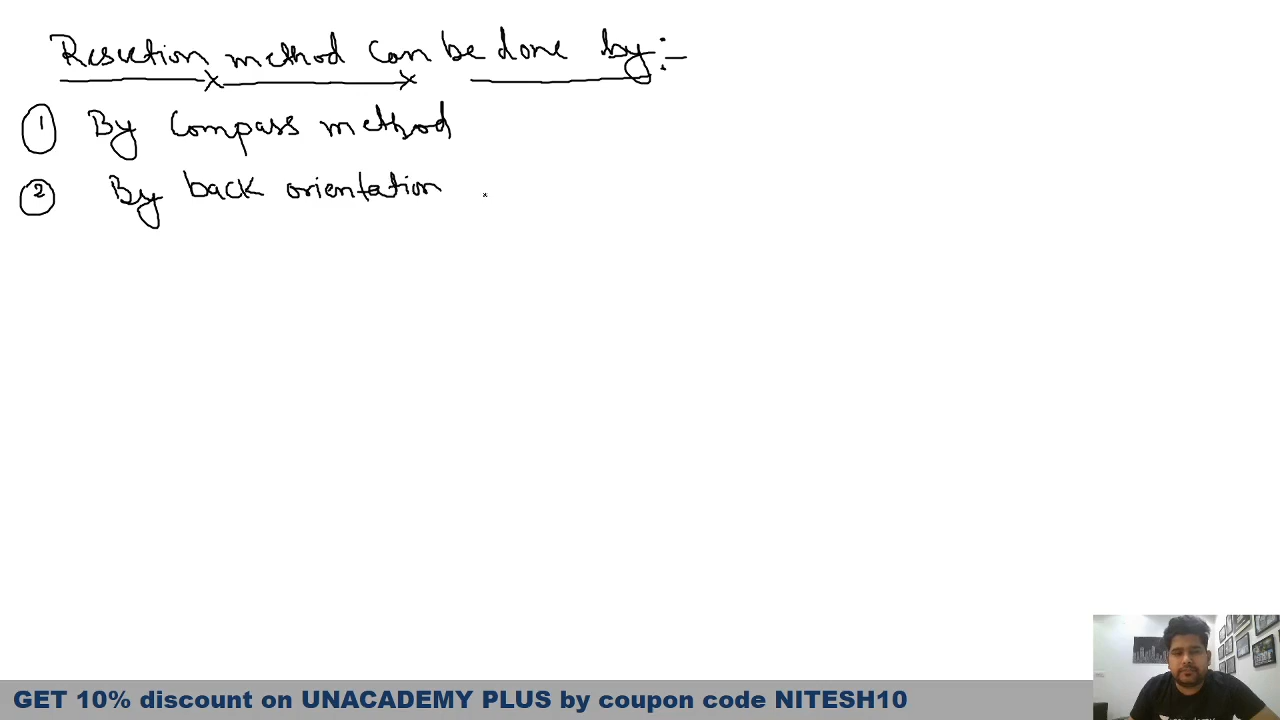 Resection method can be done by:-
① By Compass method
② By back orientation
GET 10% discount on UNACADEMY PLUS by coupon code NITESH10